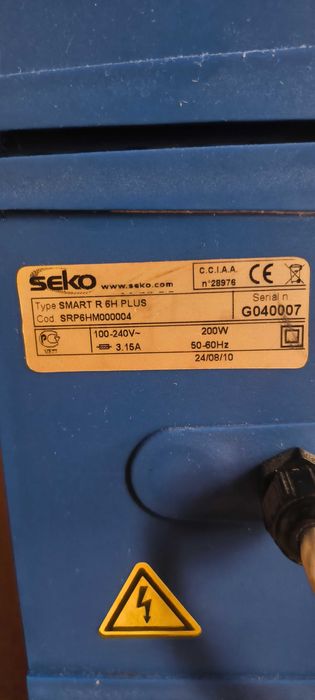 seko www.seko.com
C.C.I.A.A.
n°28976
CE
Type SMART R 6H PLUS
Cod. SRP6HM000004
Serial n.
G040007
100-240V~ 200W
3.15A 50-60Hz
24/08/10